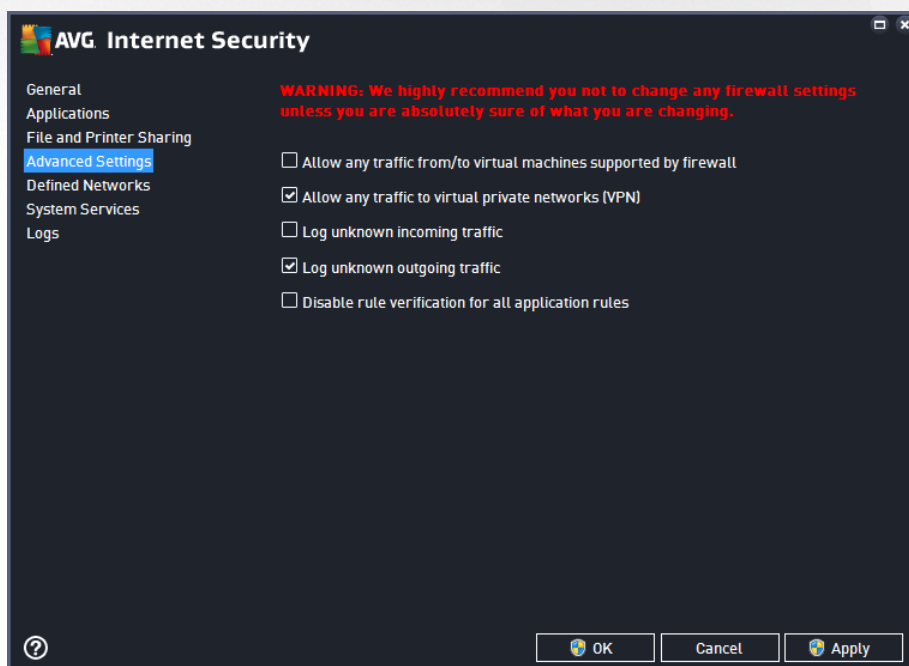 AVG. Internet Security
General
Applications
File and Printer Sharing
Advanced Settings
Defined Networks
System Services
Logs
WARNING: We highly recommend you not to change any firewall settings
unless you are absolutely sure of what you are changing.
Allow any traffic from/to virtual machines supported by firewall
Allow any traffic to virtual private networks (VPN)
Log unknown incoming traffic
Log unknown outgoing traffic
Disable rule verification for all application rules
?
OK
Cancel
Apply